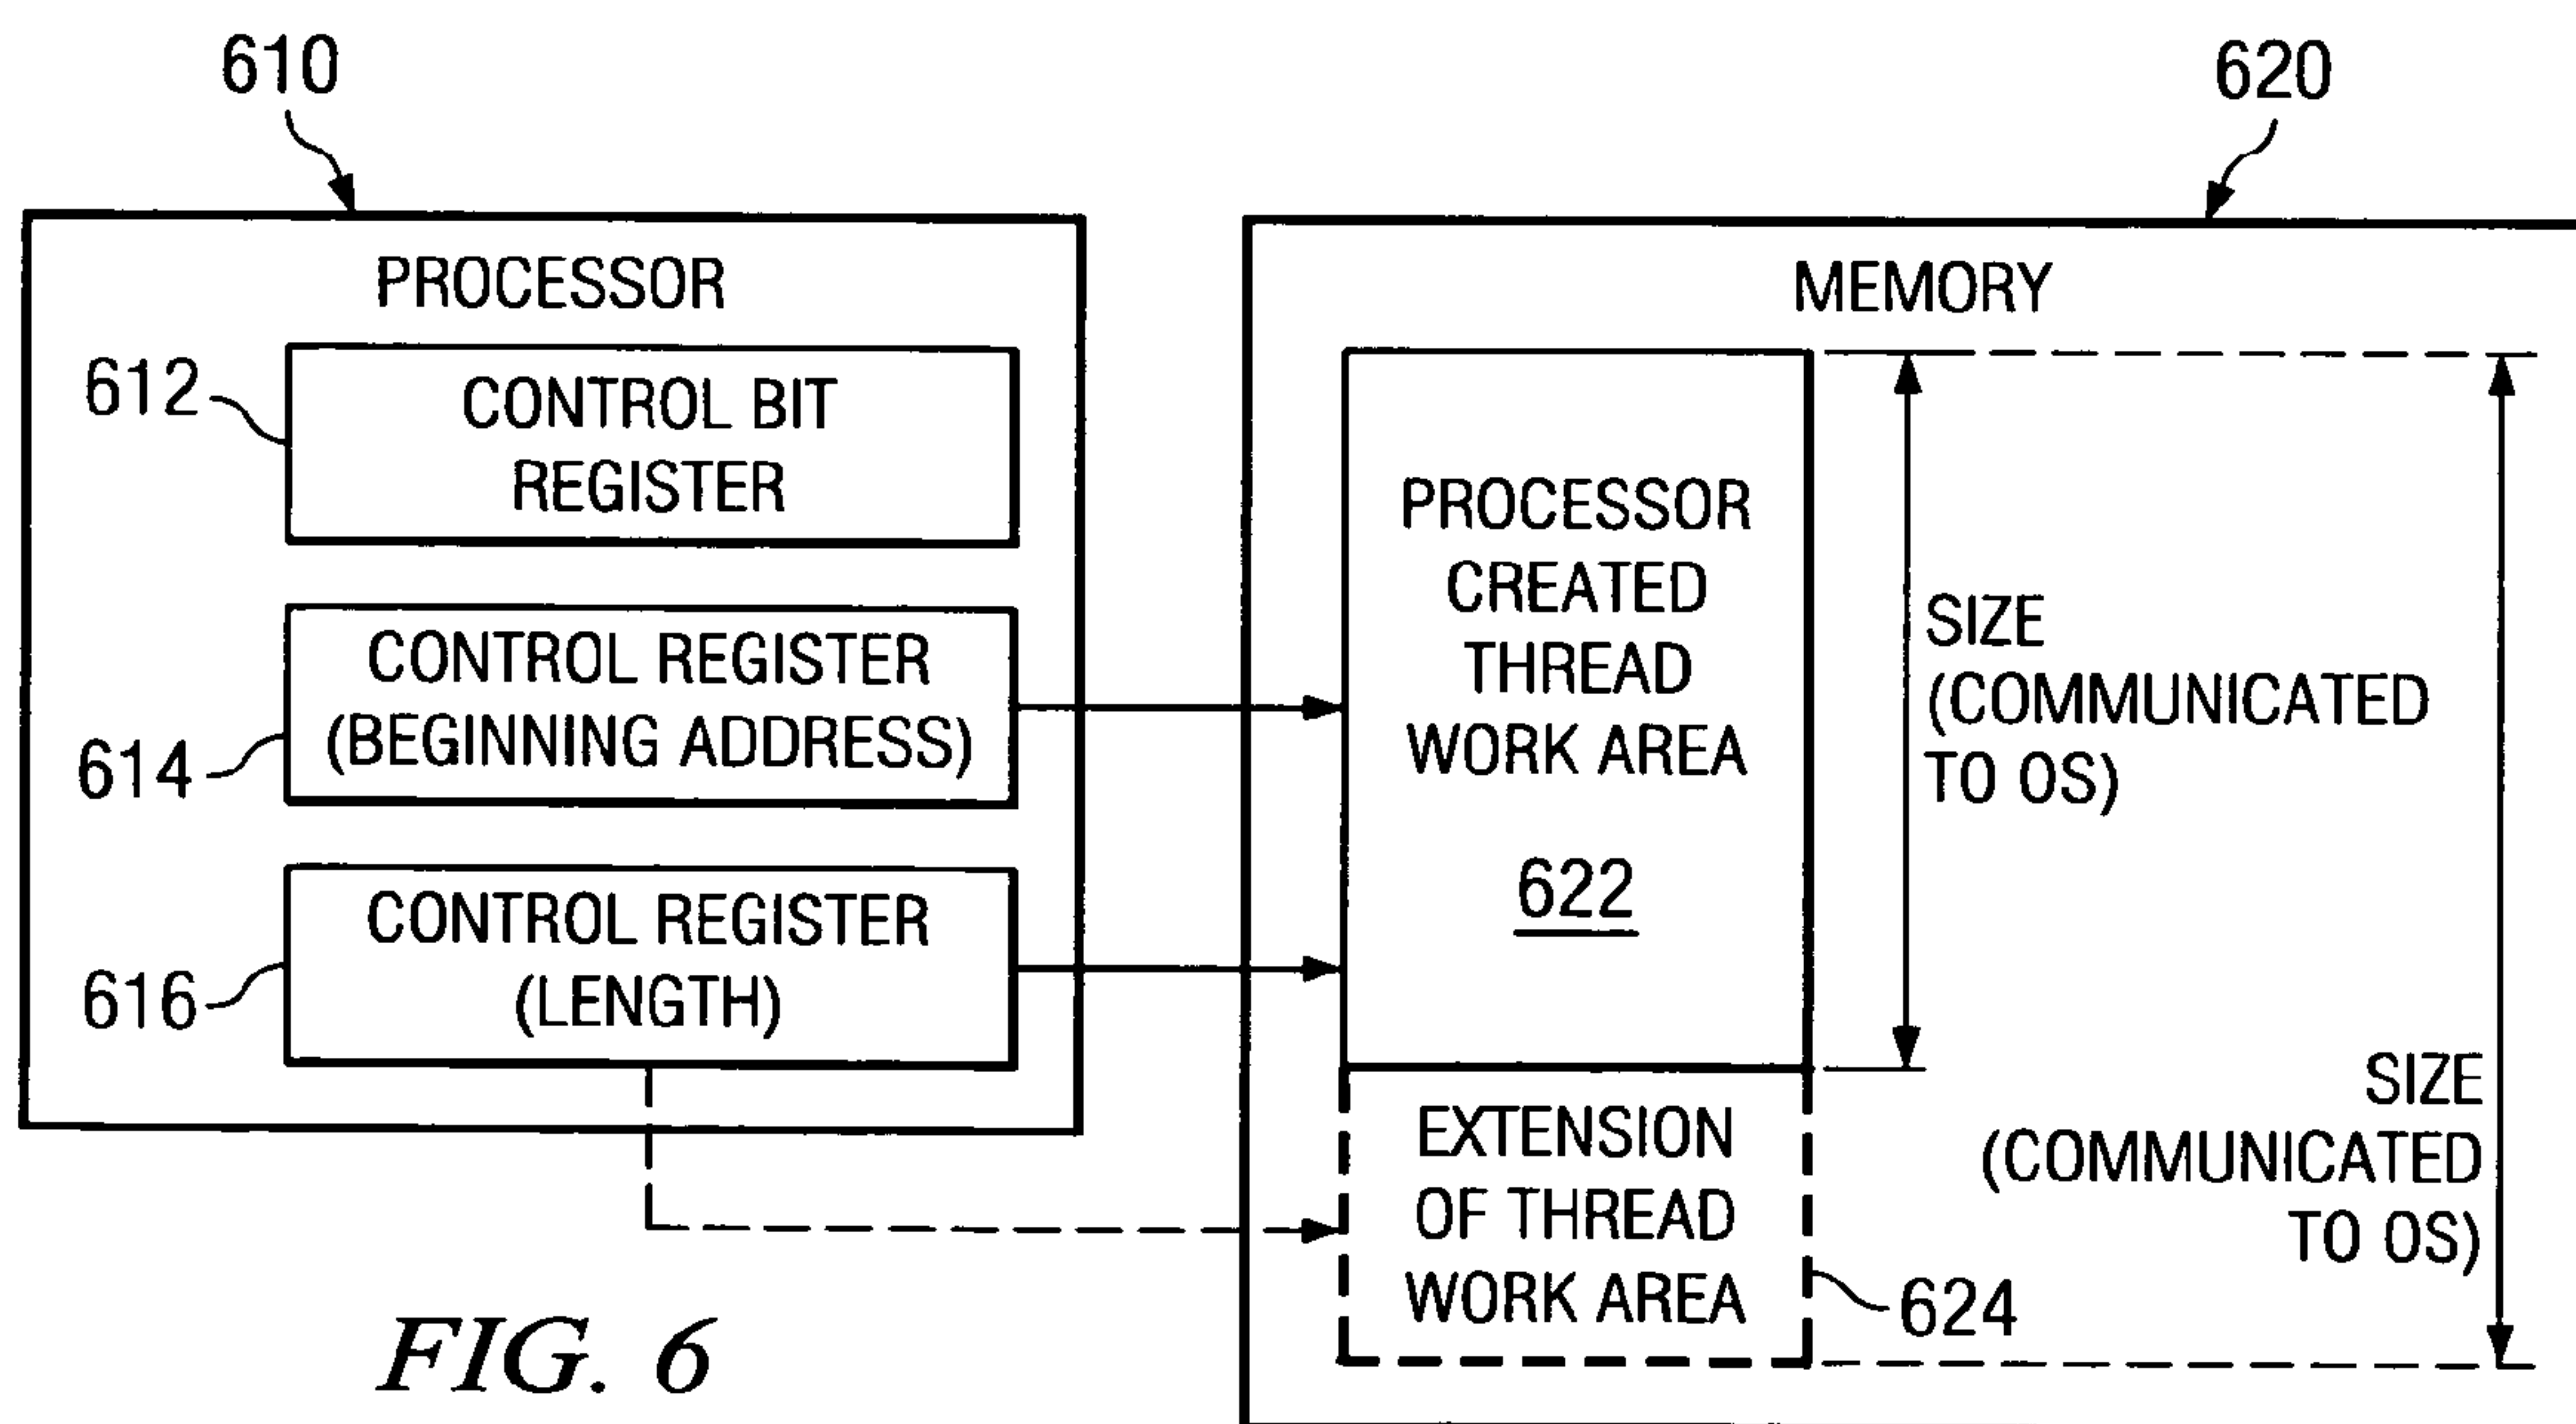 610
620
PROCESSOR
MEMORY
612
CONTROL BIT
REGISTER
614
CONTROL REGISTER
(BEGINNING ADDRESS)
616
CONTROL REGISTER
(LENGTH)
PROCESSOR
CREATED
THREAD
WORK AREA
622
SIZE
(COMMUNICATED
TO OS)
EXTENSION
OF THREAD
WORK AREA
624
SIZE
(COMMUNICATED
TO OS)
FIG. 6